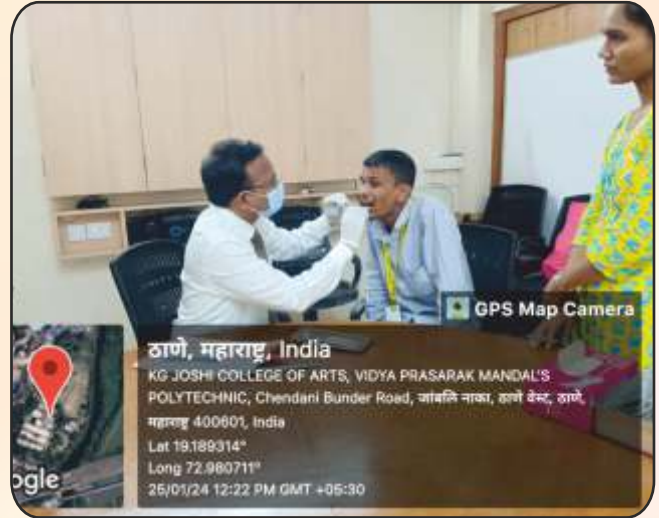 GPS Map Camera
ठाणे, महाराष्ट्र, India
KG JOSHI COLLEGE OF ARTS, VIDYA PRASARAK MANDAL'S
POLYTECHNIC, Chendani Bunder Road, जांबलि नाका, ठाणे वेस्ट, ठाणे,
महाराष्ट्र 400601, India
Lat 19.189314°
Long 72.980711°
25/01/24 12:22 PM GMT +05:30
ogle